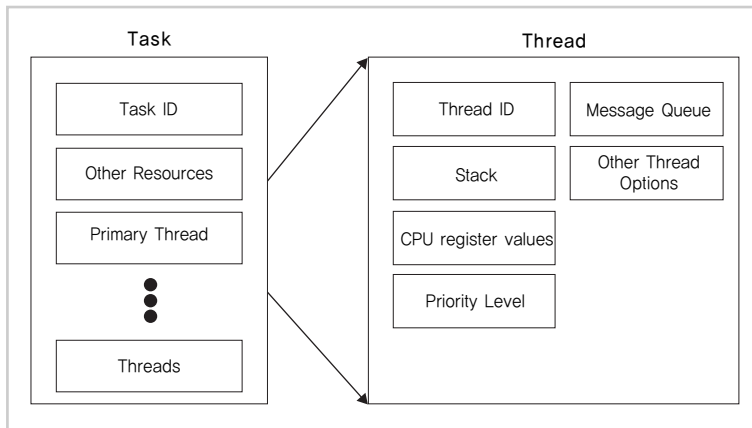 Task
Task ID
Other Resources
Primary Thread
Threads
Thread
Thread ID
Stack
CPU register values
Priority Level
Message Queue
Other Thread
Options